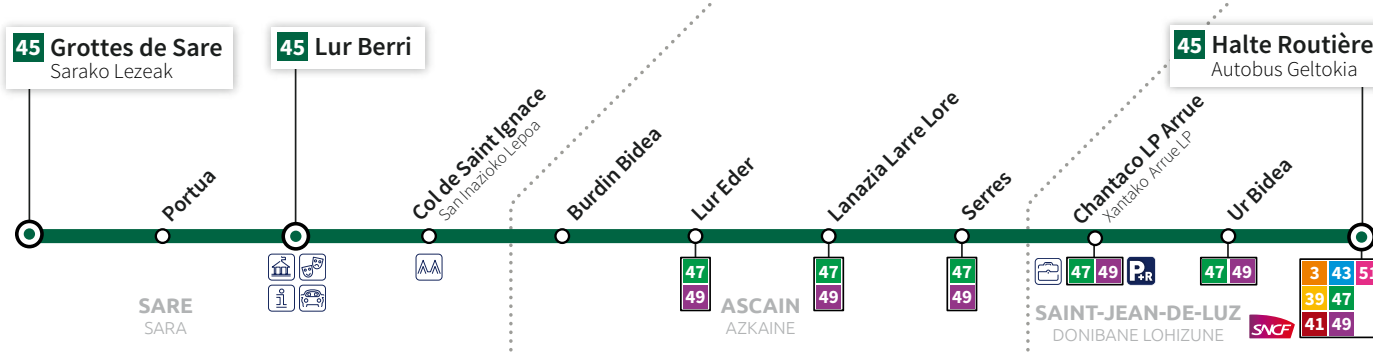 45 Grottes de Sare
Sarako Lezeak
45 Lur Berri
45 Halte Routière
Autobus Geltokia
Portua
Col de Saint Ignace
San Inazioko Lepoa
Burdin Bidea
Lur Eder
Lanazia Larre Lore
Serres
Chantaco LP Arrue
Xantako Arrue LP
Ur Bidea
47
49
47
49
47
49
47 49 P+R
47 49
3 43 51
39 47
41 49
SNCF
SARE
SARA
ASCAIN
AZKAINE
SAINT-JEAN-DE-LUZ
DONIBANE LOHIZUNE